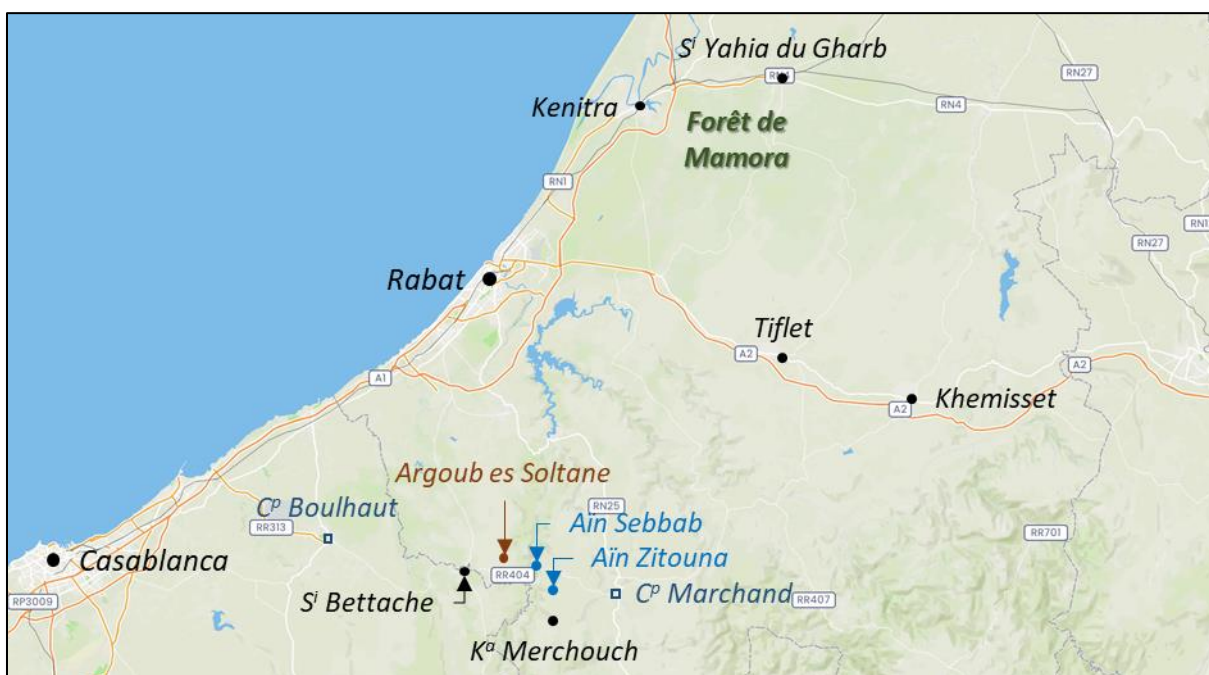 Sⁱ Yahia du Gharb
RN27
Kenitra
RN4
Forêt de
Mamora
RN1
RN27
Rabat
Tiflet
A2
A2
A1
A2
Khemisset
Argoub es Soltane
Cᵖ Boulhaut
RN25
Aïn Sebbab
RR313
RR701
Casablanca
Aïn Zitouna
RR404
Sⁱ Bettache
Cᵖ Marchand
RR407
RP3009
Kᵃ Merchouch